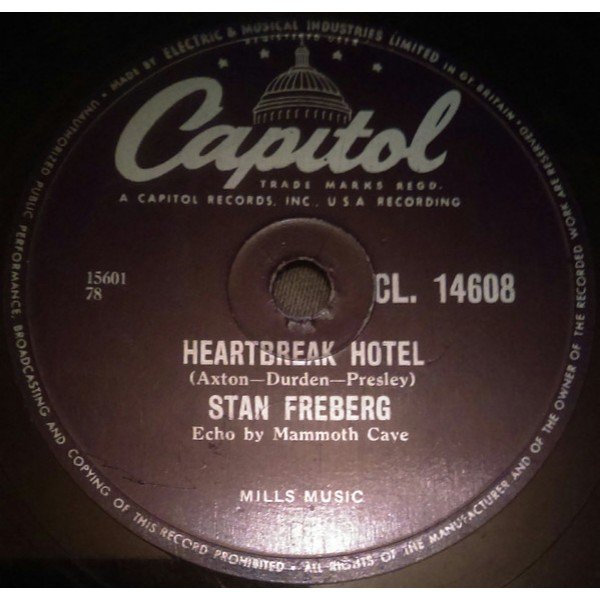 MADE BY ELECTRIC & MUSICAL INDUSTRIES LIMITED IN GT BRITAIN •
REGISTERED USER
Capitol
TRADE MARKS REGD.
A CAPITOL RECORDS, INC., U.S.A RECORDING
15601
78
CL. 14608
HEARTBREAK HOTEL
(Axton—Durden—Presley)
STAN FREBERG
Echo by Mammoth Cave
MILLS MUSIC
UNAUTHORIZED PUBLIC PERFORMANCE, BROADCASTING AND COPYING OF THIS RECORD PROHIBITED • ALL RIGHTS OF THE MANUFACTURER AND OF THE OWNER OF THE RECORDED WORK ARE RESERVED